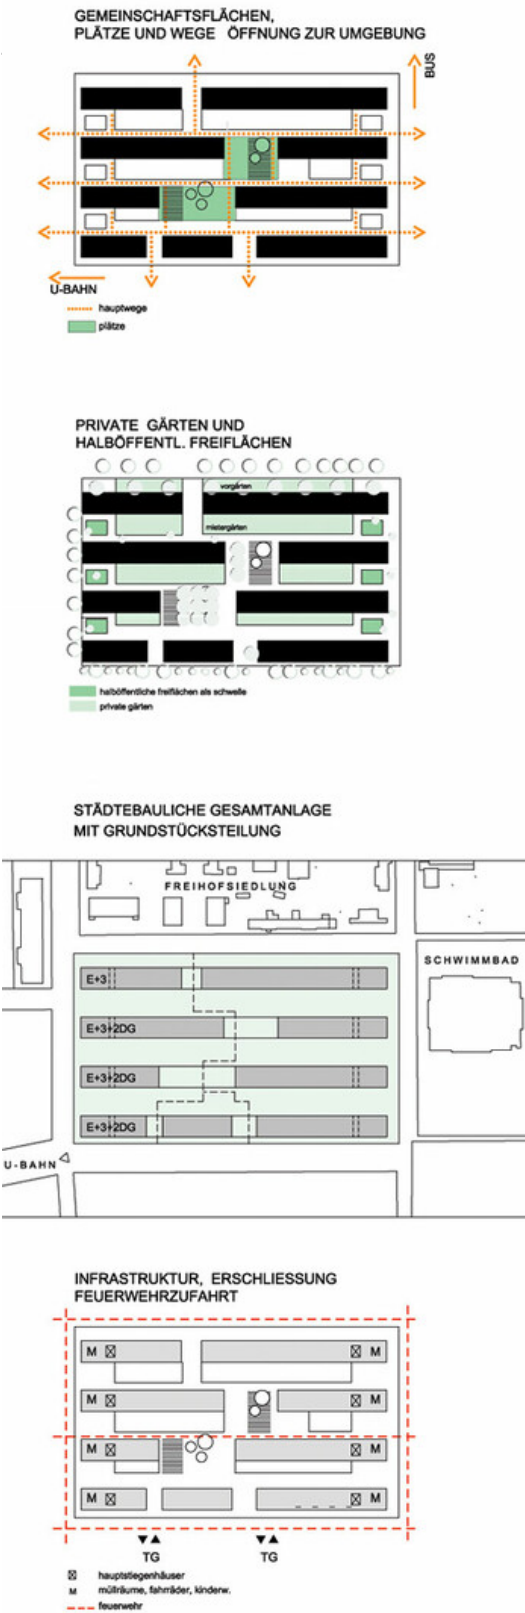 GEMEINSCHAFTSFLÄCHEN,
PLÄTZE UND WEGE ÖFFNUNG ZUR UMGEBUNG
BUS
U-BAHN
hauptwege
plätze
PRIVATE GÄRTEN UND
HALBÖFFENTL. FREIFLÄCHEN
vorgärten
mietergärten
halböffentliche freiflächen als schwelle
private gärten
STÄDTEBAULICHE GESAMTANLAGE
MIT GRUNDSTÜCKSTEILUNG
FREIHOFSIEDLUNG
SCHWIMMBAD
E+3
E+3+2DG
E+3+2DG
E+3+2DG
U-BAHN
INFRASTRUKTUR, ERSCHLIESSUNG
FEUERWEHRZUFAHRT
M M
M M
M M
M M
TG TG
hauptstiegenhäuser
M müllräume, fahrräder, kinderw.
feuerwehr